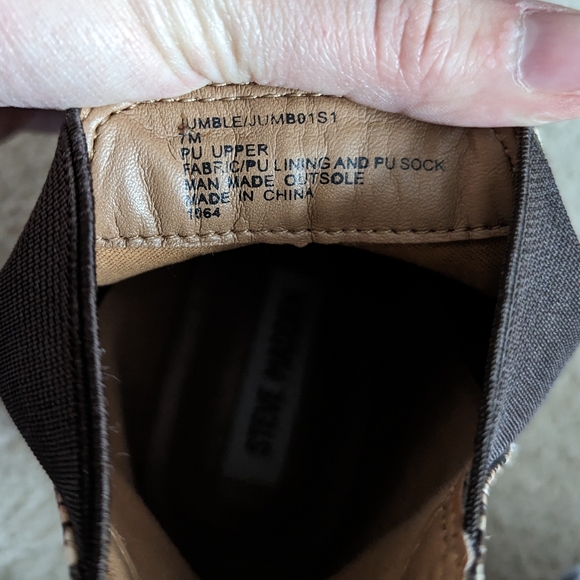 JUMBLE/JUMB01S1
7M
PU UPPER
FABRIC/PU LINING AND PU SOCK
MAN MADE OUTSOLE
MADE IN CHINA
1064
STEVE MADDEN